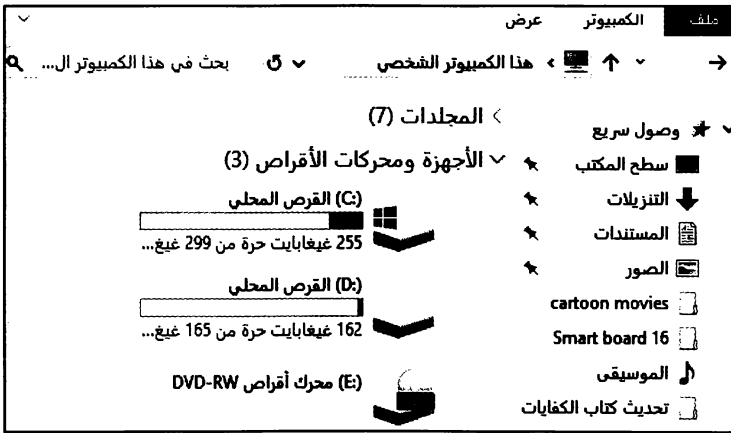 ملف الكمبيوتر عرض
هذا الكمبيوتر الشخصي
بحث في هذا الكمبيوتر ال...
وصول سريع
سطح المكتب
التنزيلات
المستندات
الصور
cartoon movies
Smart board 16
الموسيقى
تحديث كتاب الكفايات
المجلدات (7)
الأجهزة ومحركات الأقراص (3)
القرص المحلي (C:)
255 غيغابايت حرة من 299 غيغ...
القرص المحلي (D:)
162 غيغابايت حرة من 165 غيغ...
محرك أقراص DVD-RW (E:)